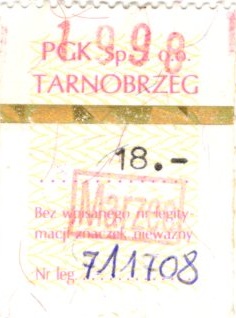 1998
PGK Sp. z o.o.
TARNOBRZEG
18.-
Marzec
Bez wpisanego nr legity-
macji znaczek nieważny
Nr leg. 711708